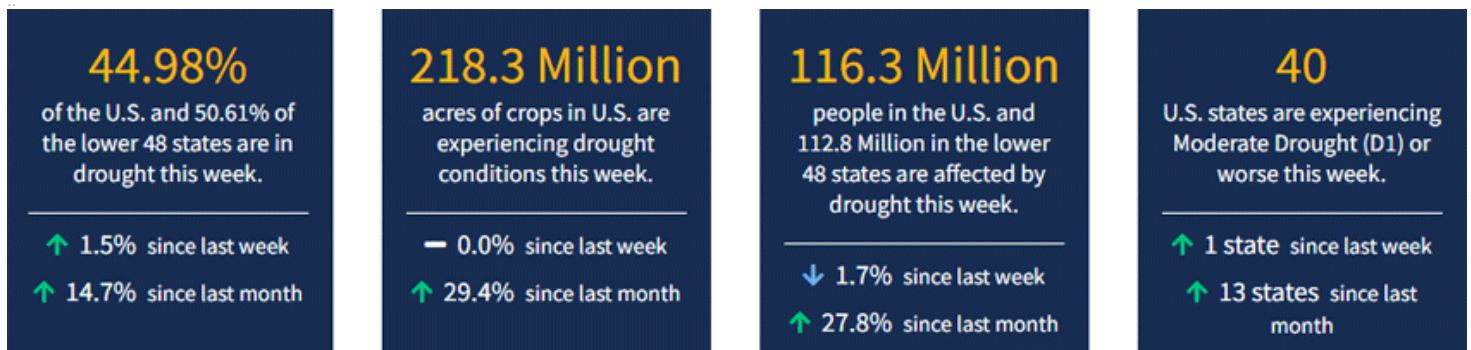 44.98%
of the U.S. and 50.61% of
the lower 48 states are in
drought this week.
1.5% since last week
14.7% since last month
218.3 Million
acres of crops in U.S. are
experiencing drought
conditions this week.
0.0% since last week
29.4% since last month
116.3 Million
people in the U.S. and
112.8 Million in the lower
48 states are affected by
drought this week.
1.7% since last week
27.8% since last month
40
U.S. states are experiencing
Moderate Drought (D1) or
worse this week.
1 state since last week
13 states since last
month